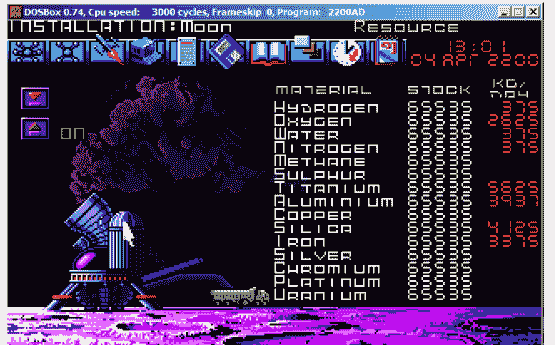 DOSBox 0.74, Cpu speed: 3000 cycles, Frameskip 0, Program: 2200AD
INSTALLATION:Moon RESOURCE
13:01
04 APR 2200
MATERIAL STOCK KG/DAY
HYDROGEN 65535 375
OXYGEN 65535 2625
WATER 65535 375
NITROGEN 65535 375
METHANE 65535
SULPHUR 65535
TITANIUM 65535 5625
ALUMINIUM 65535 3937
COPPER 65535
SILICA 65535 4125
IRON 65535 3375
SILVER 65535
CHROMIUM 65535
PLATINUM 65535
URANIUM 65535
ON